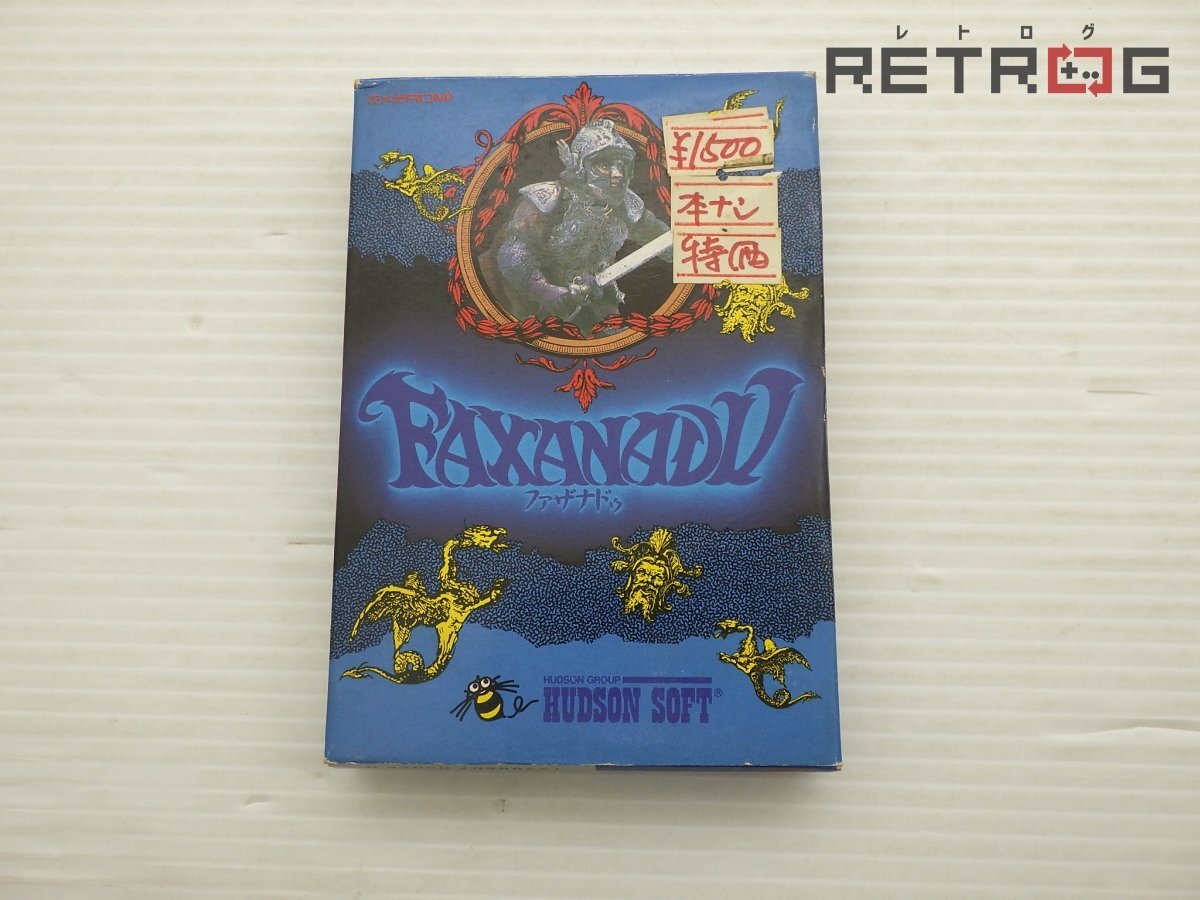 レトログ
RETROG
¥1500
本ナシ
特価
FAXANADU
ファザナドゥ
HUDSON GROUP
HUDSON SOFT®